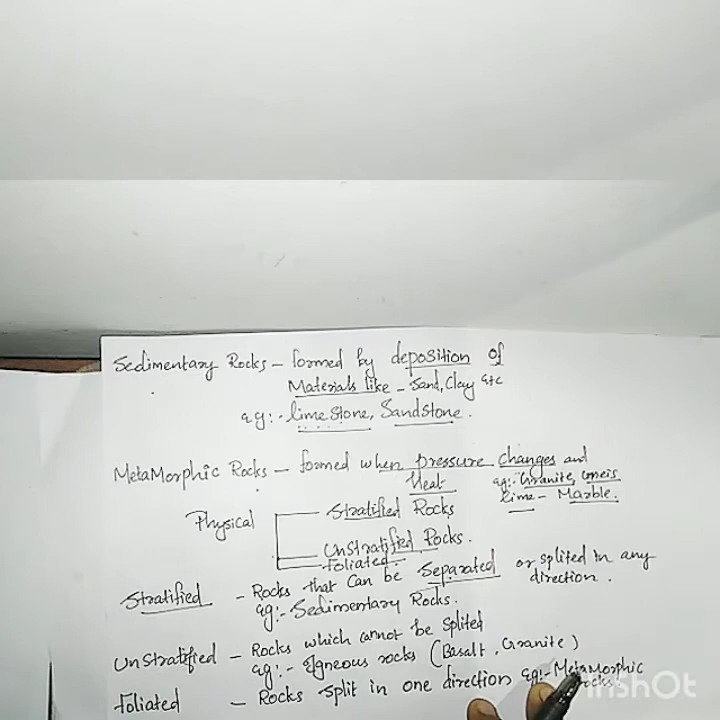 Sedimentary Rocks – formed by deposition of
Materials like – Sand, Clay etc
eg:- lime stone, Sandstone.
MetaMorphic Rocks – formed when pressure changes and
Heat eg:- Granite, Gneis
lime – Marble.
Physical
Stratified Rocks
Unstratified Rocks.
foliated.
Stratified – Rocks that can be Separated or splited in any
direction.
eg:- Sedimentary Rocks.
Unstratified – Rocks which cannot be splited
eg:- Igneous rocks (Basalt, Granite)
foliated – Rocks split in one direction eg:- Metamorphic
rocks
InShOt